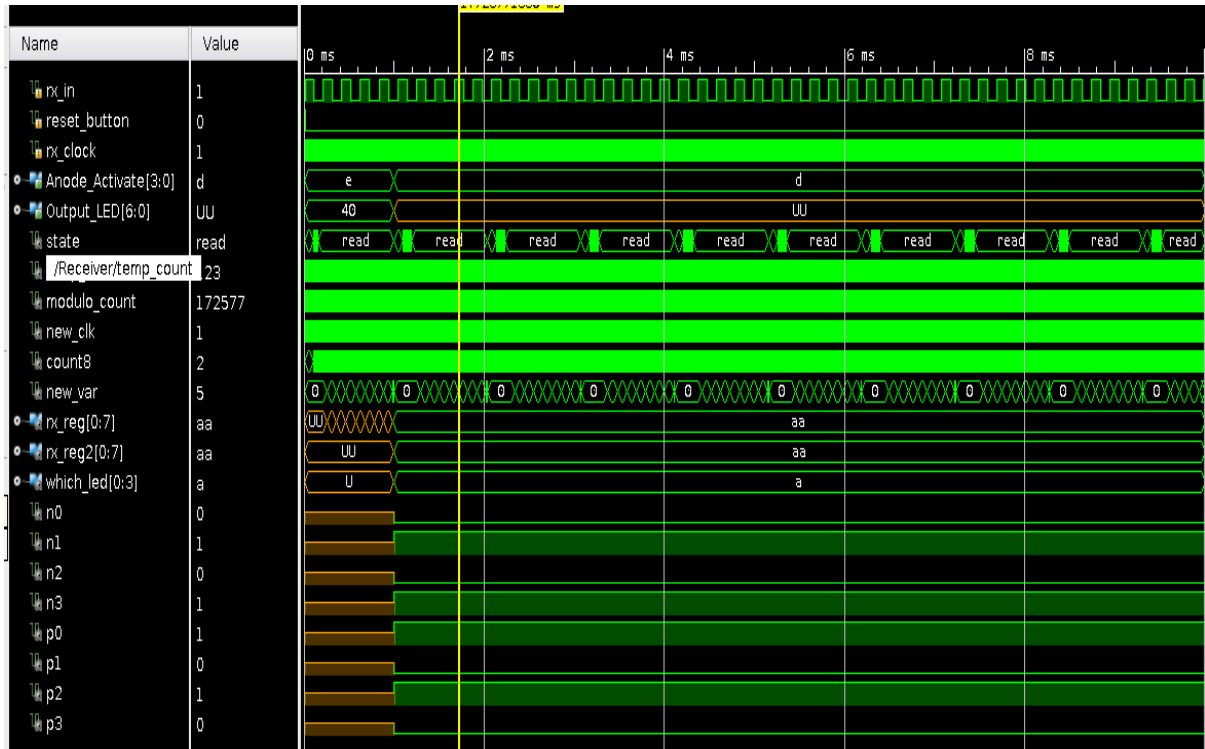 Name Value
0 ms 2 ms 4 ms 6 ms 8 ms
rx_in 1
reset_button 0
rx_clock 1
Anode_Activate[3:0] d e d
Output_LED[6:0] UU 40 UU
state read read read read read read read read read read read
/Receiver/temp_count 23
modulo_count 172577
new_clk 1
count8 2
new_var 5 0 0 0 0 0 0 0 0 0 0
rx_reg[0:7] aa UU aa
rx_reg2[0:7] aa UU aa
which_led[0:3] a U a
n0 0
n1 1
n2 0
n3 1
p0 1
p1 0
p2 1
p3 0